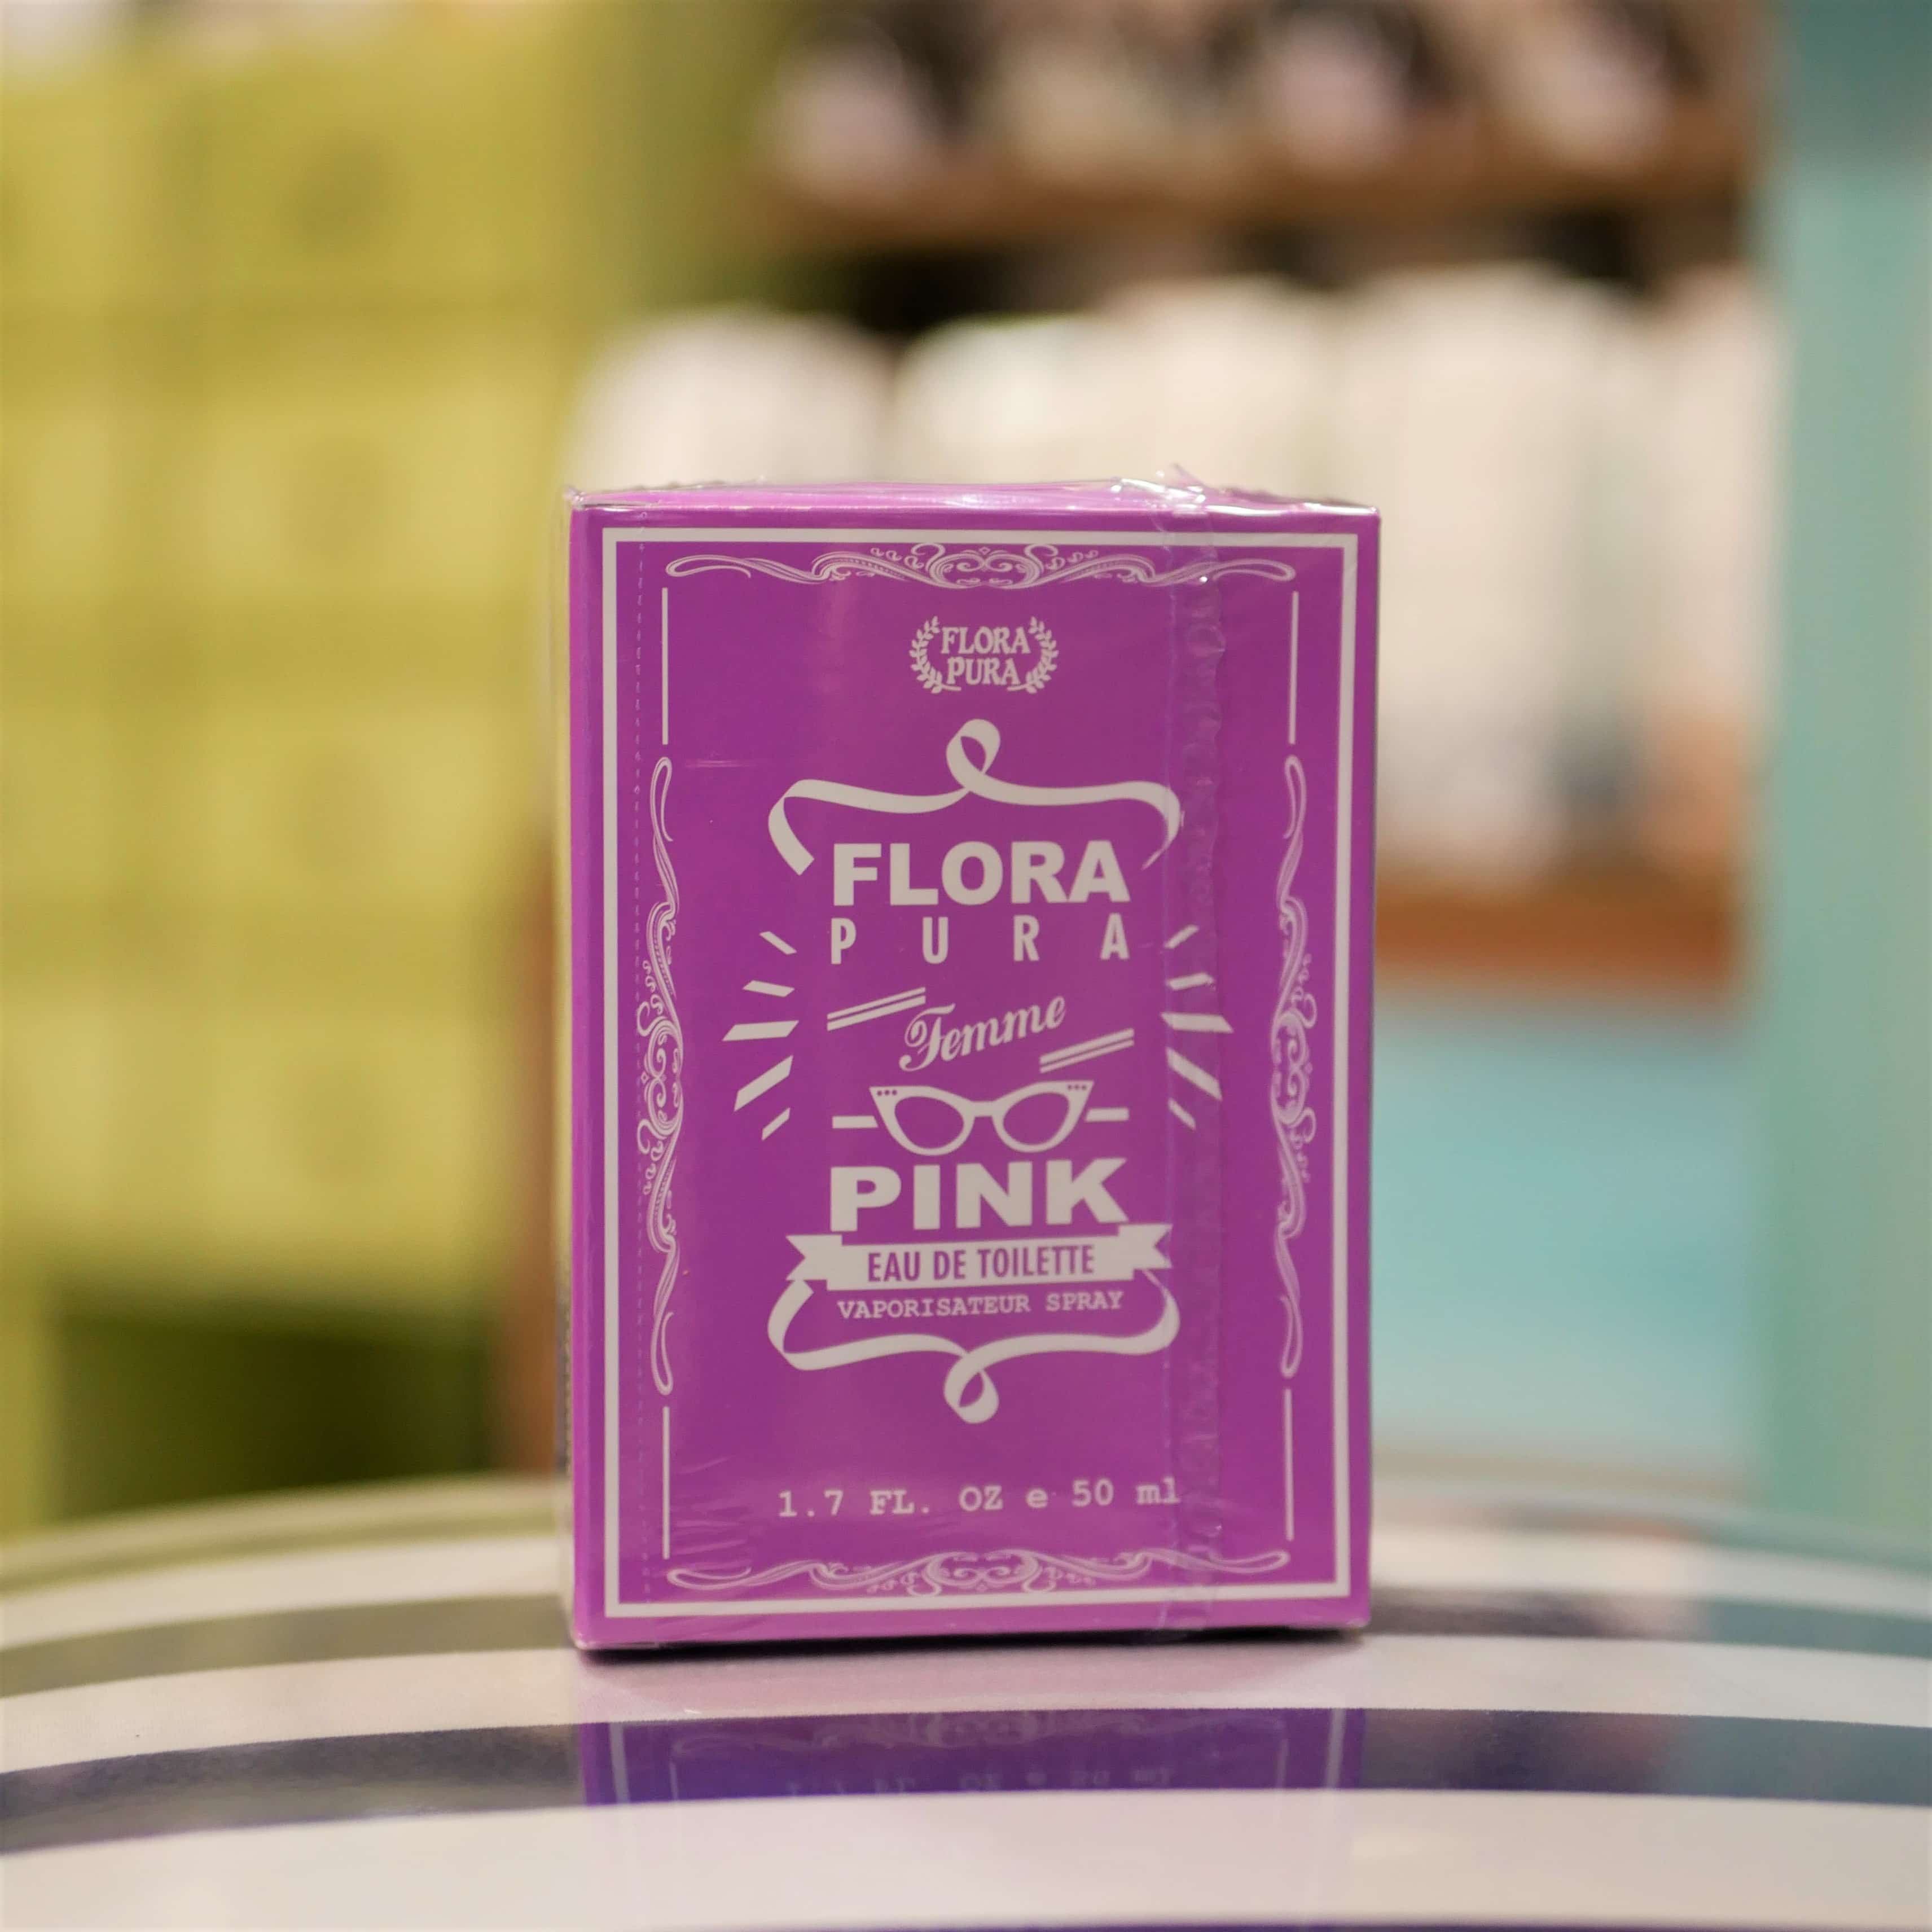 FLORA
PURA
FLORA
PURA
Femme
PINK
EAU DE TOILETTE
VAPORISATEUR SPRAY
1.7 FL. OZ e 50 ml